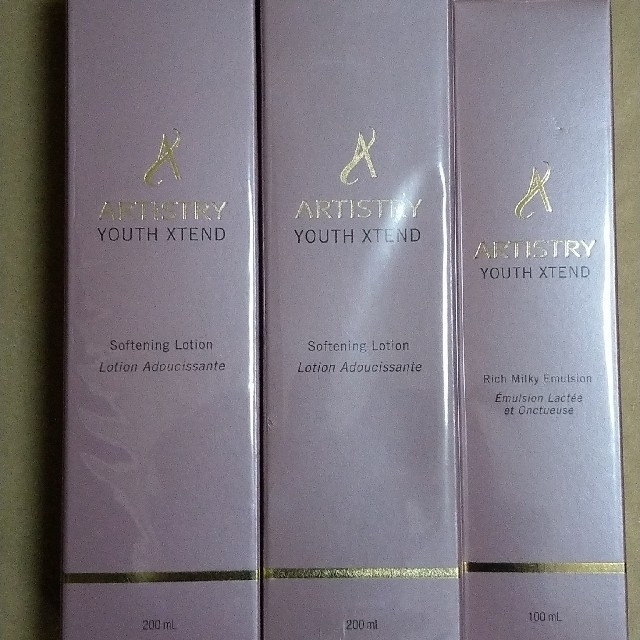 ARTISTRY
YOUTH XTEND
Softening Lotion
Lotion Adoucissante
200 mL
ARTISTRY
YOUTH XTEND
Softening Lotion
Lotion Adoucissante
200 mL
ARTISTRY
YOUTH XTEND
Rich Milky Emulsion
Émulsion Lactée
et Onctueuse
100 mL